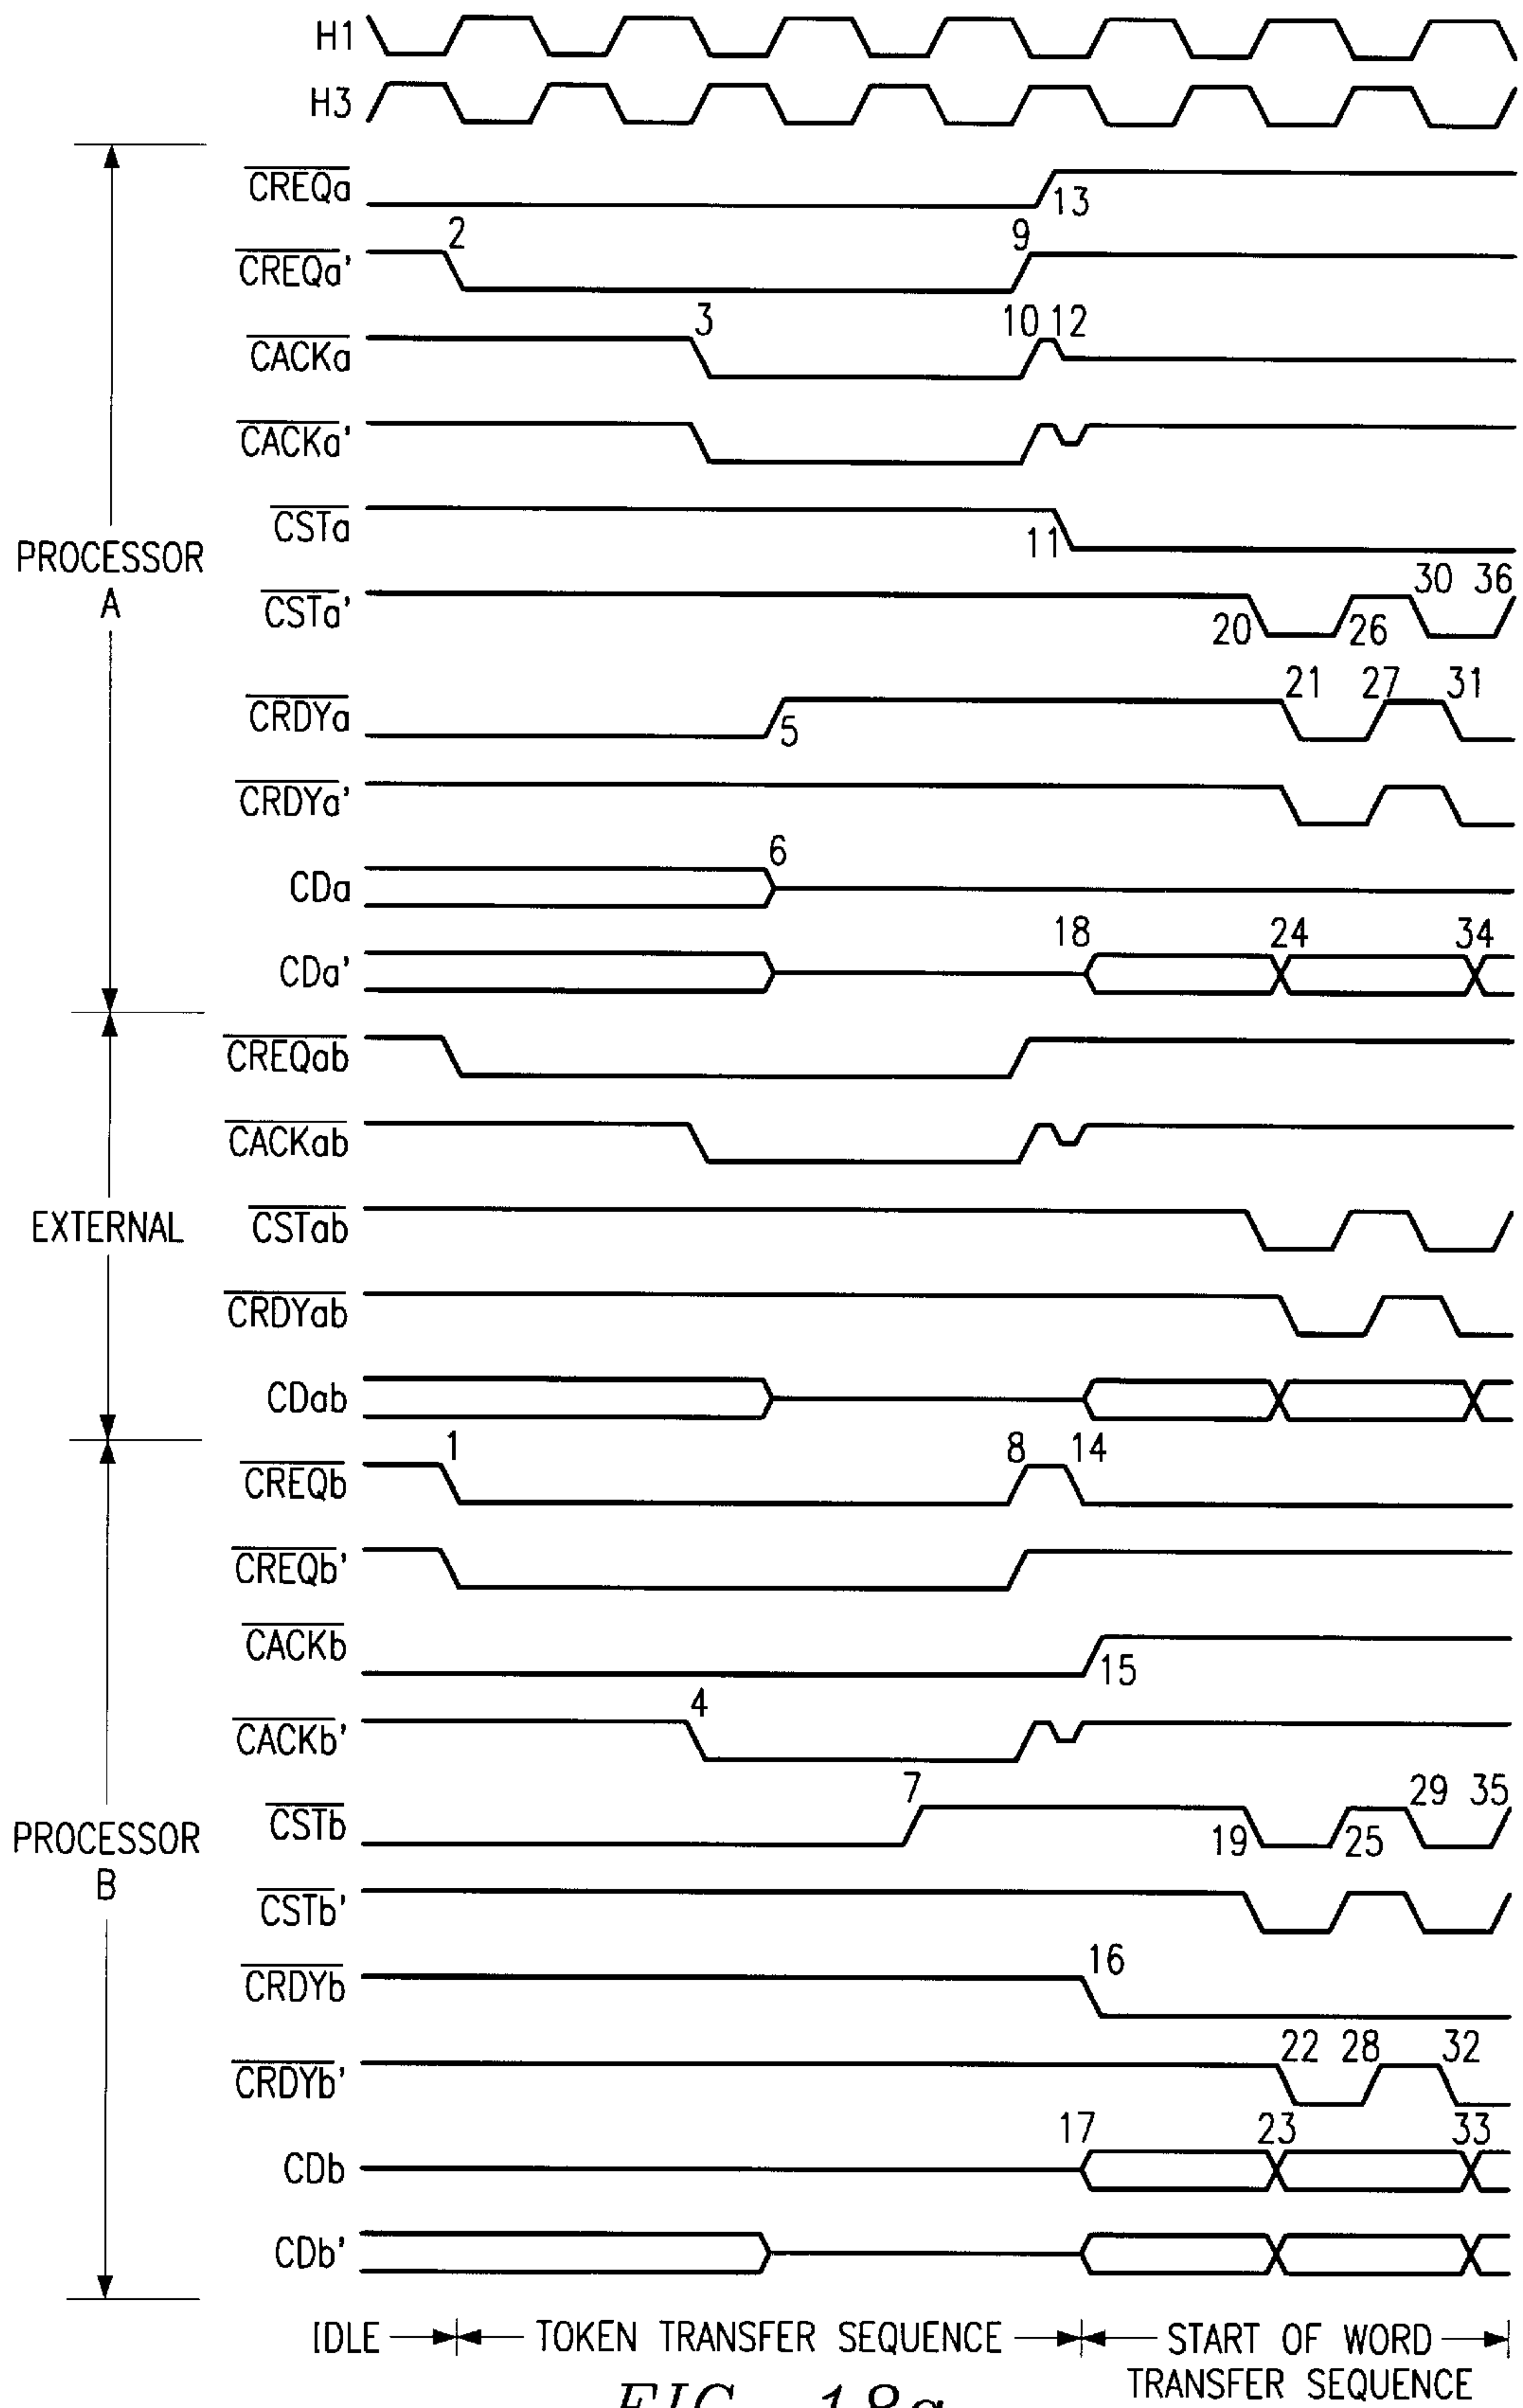 H1
H3
CREQa
13
2
9
CREQa'
3
10 12
CACKa
CACKa'
CSTa
11
PROCESSOR
A
30 36
CSTa'
20
26
21 27 31
CRDYa
5
CRDYa'
6
CDa
18 24 34
CDa'
CREQab
CACKab
EXTERNAL
CSTab
CRDYab
CDab
1
8 14
CREQb
CREQb'
CACKb
15
4
CACKb'
7
29 35
CSTb
19
25
PROCESSOR
B
CSTb'
16
CRDYb
22 28 32
CRDYb'
17 23 33
CDb
CDb'
IDLE
TOKEN TRANSFER SEQUENCE
START OF WORD
TRANSFER SEQUENCE
FIG. 18a